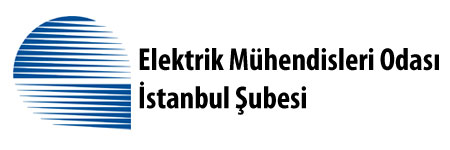 Elektrik Mühendisleri Odası
İstanbul Şubesi